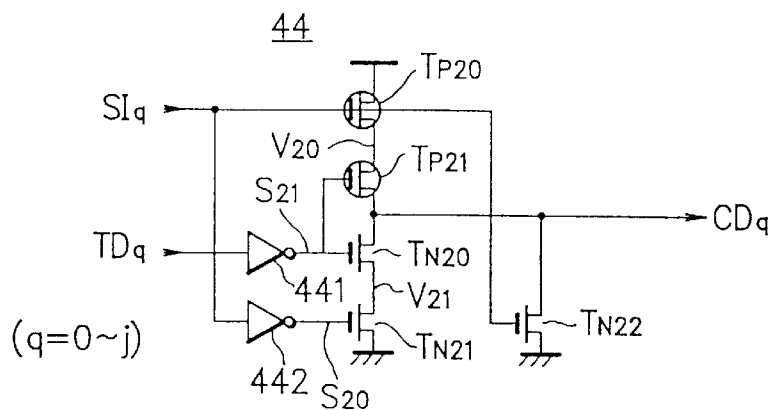 44
TP20
SIq
V20
TP21
S21
CDq
TDq
TN20
441
V21
TN22
(q=0~j)
TN21
442
S20